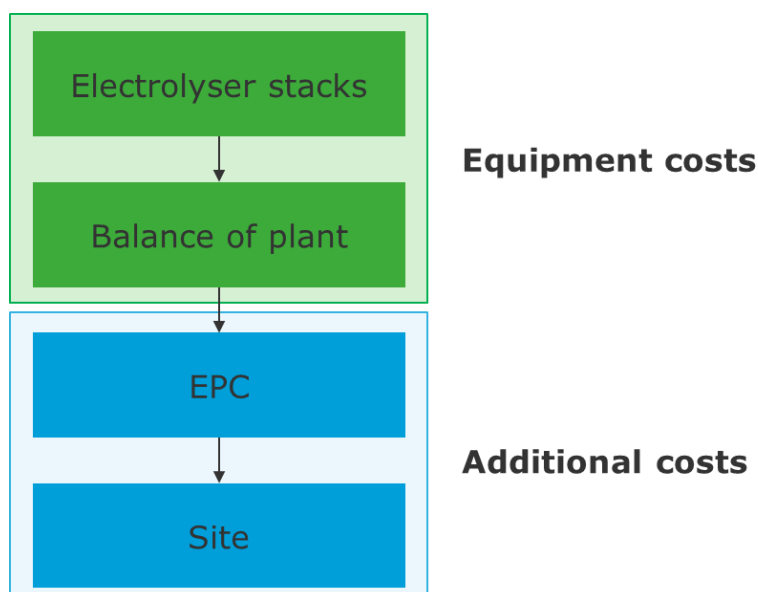 Electrolyser stacks
Equipment costs
Balance of plant
EPC
Additional costs
Site